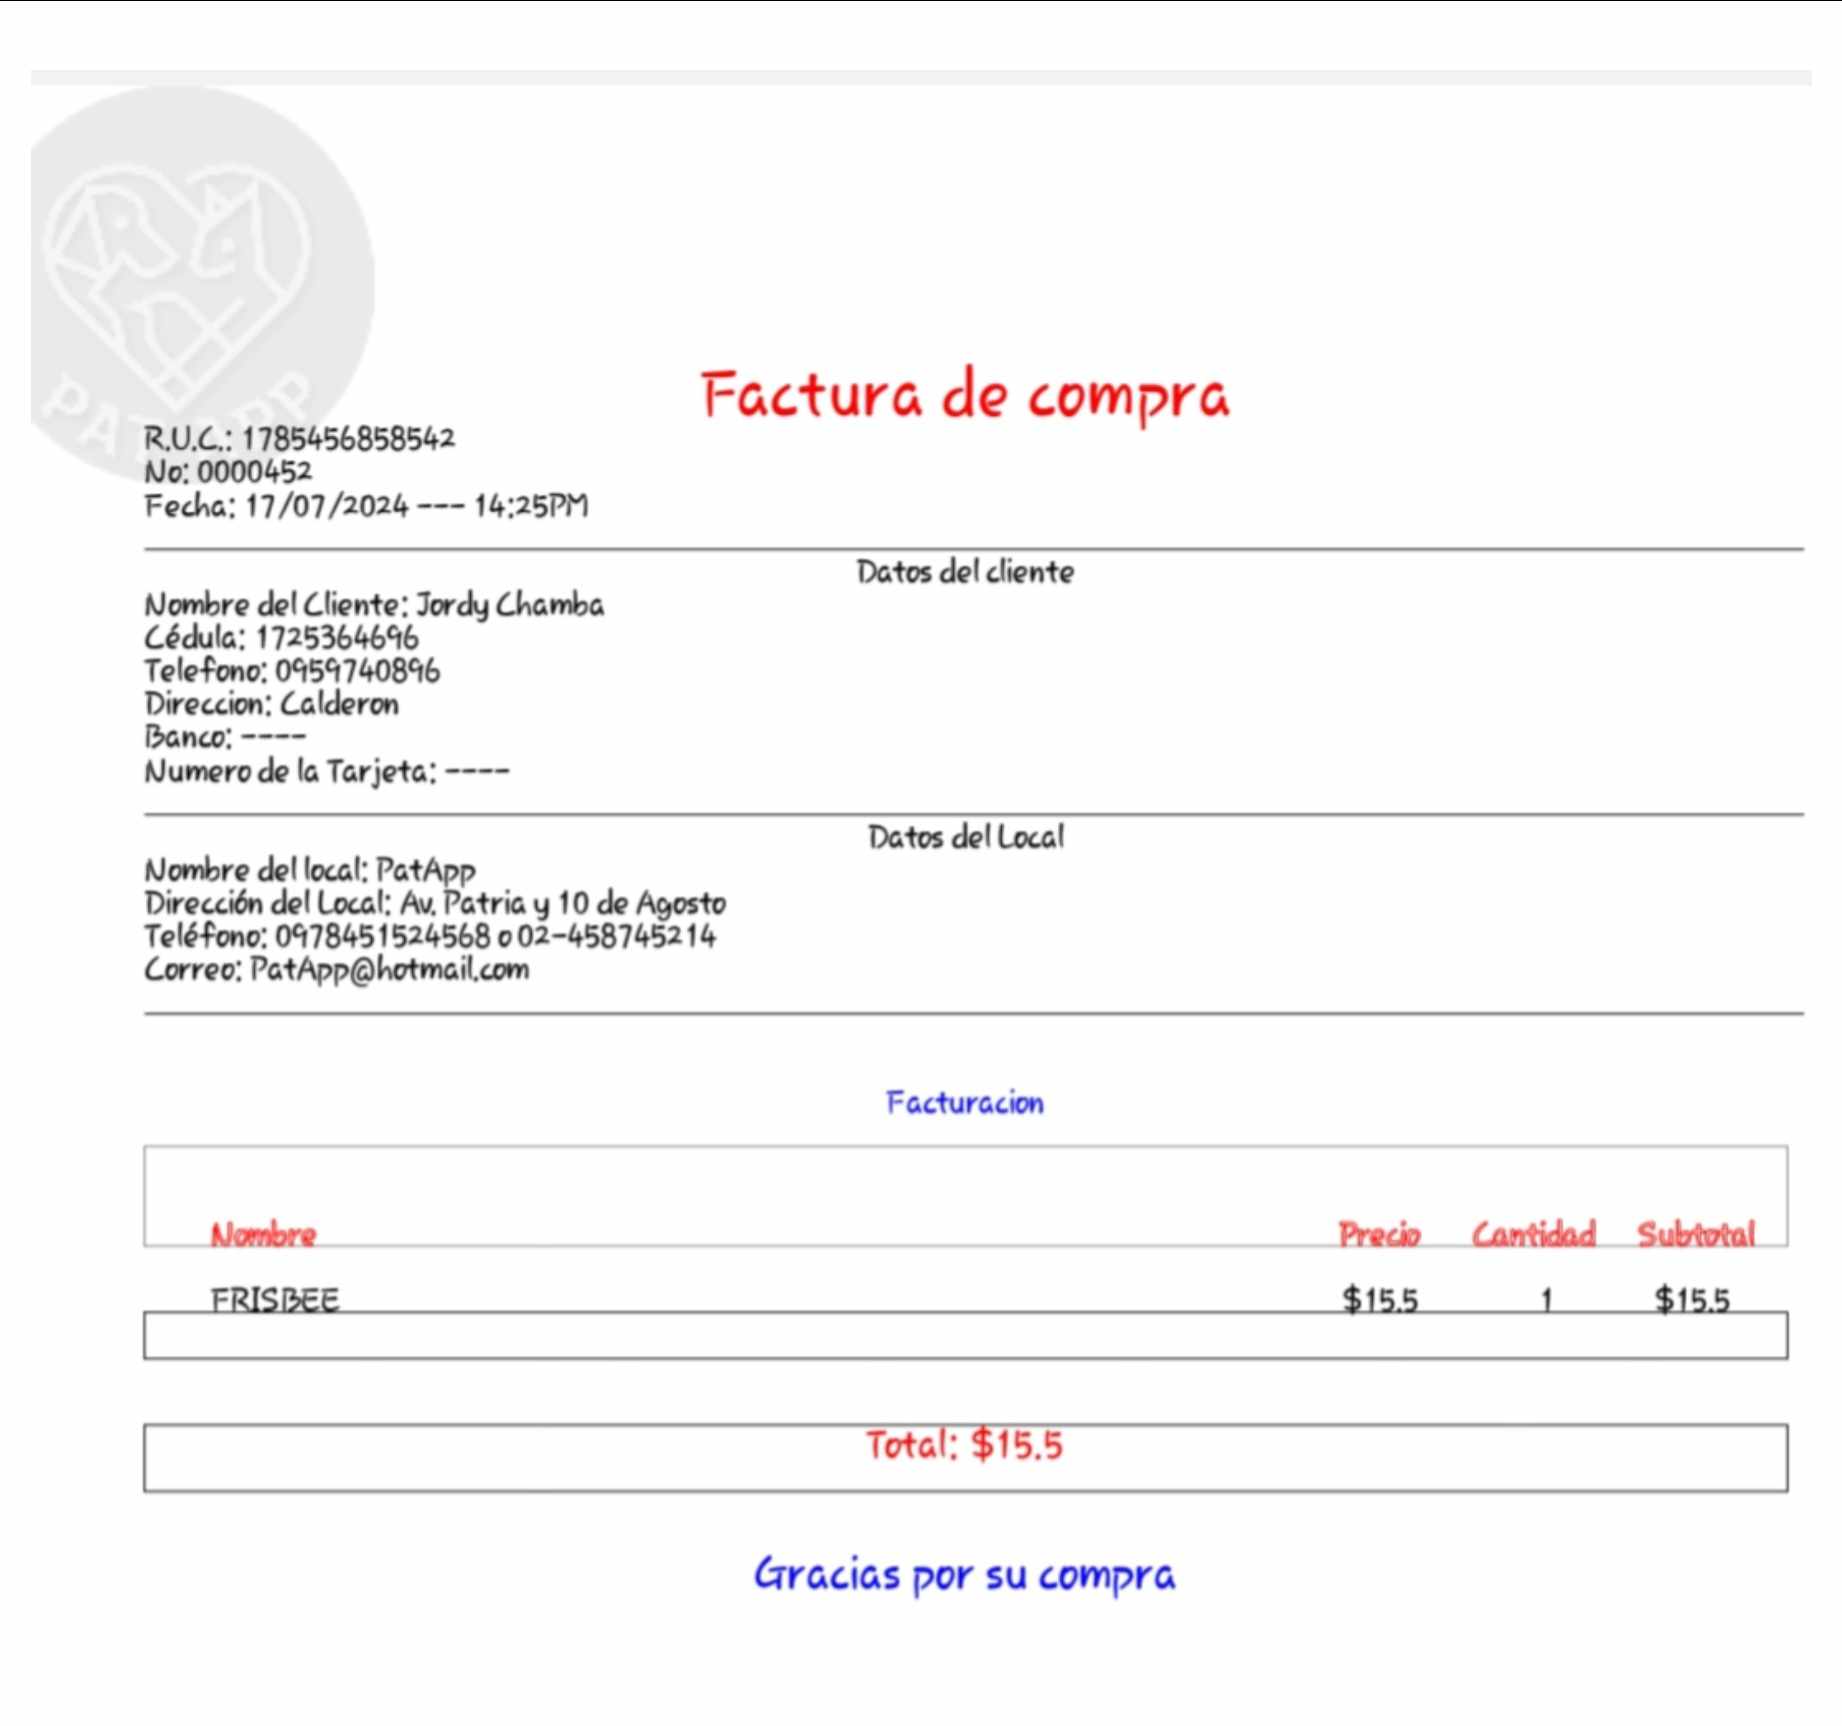 PATAPP
Factura de compra
R.U.C.: 1785456858542
No: 0000452
Fecha: 17/07/2024 --- 14:25PM
Datos del cliente
Nombre del Cliente: Jordy Chamba
Cédula: 1725364696
Telefono: 0959740896
Direccion: Calderon
Banco: ----
Numero de la Tarjeta: ----
Datos del Local
Nombre del local: PatApp
Dirección del Local: Av. Patria y 10 de Agosto
Teléfono: 0978451524568 o 02-458745214
Correo: PatApp@hotmail.com
Facturacion
Nombre Precio Cantidad Subtotal
FRISBEE $15.5 1 $15.5
Total: $15.5
Gracias por su compra